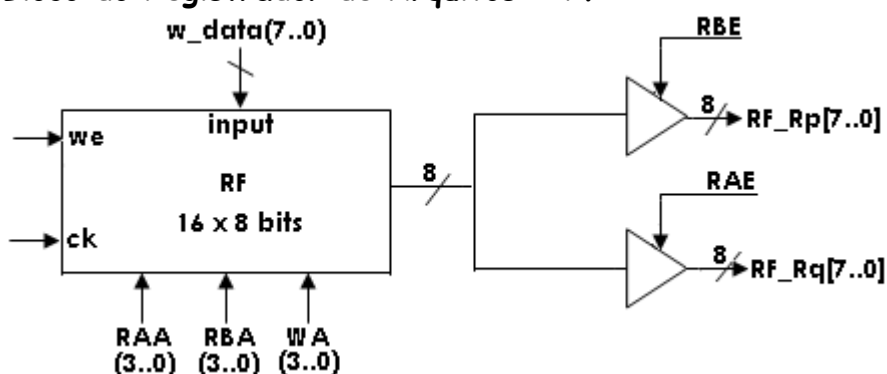 w_data(7..0)
RBE
input
we
8
RF_Rp[7..0]
RF
8
RAE
16 x 8 bits
ck
8
RF_Rq[7..0]
RAA
RBA
WA
(3..0)
(3..0)
(3..0)